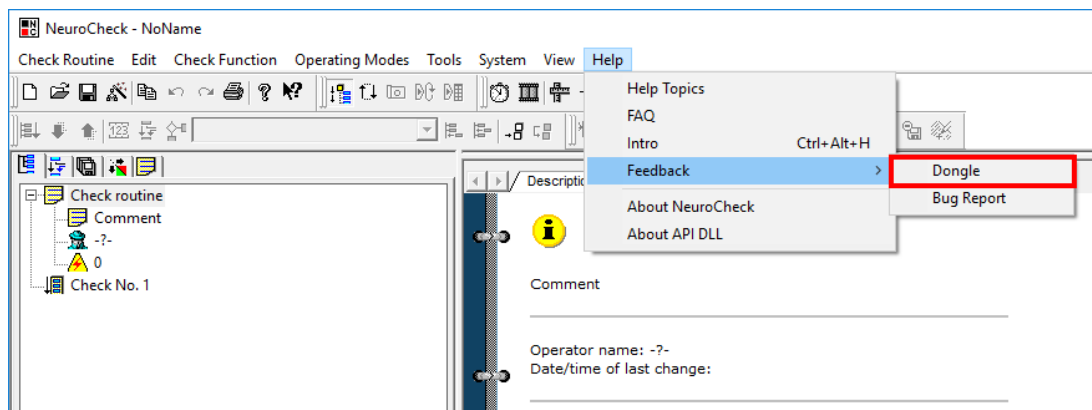 NeuroCheck - NoName
Check Routine Edit Check Function Operating Modes Tools System View Help
Help Topics
FAQ
Intro Ctrl+Alt+H
Feedback
Dongle
Bug Report
About NeuroCheck
About API DLL
123
Check routine
Comment
-?-
0
Check No. 1
Comment
Operator name: -?-
Date/time of last change: